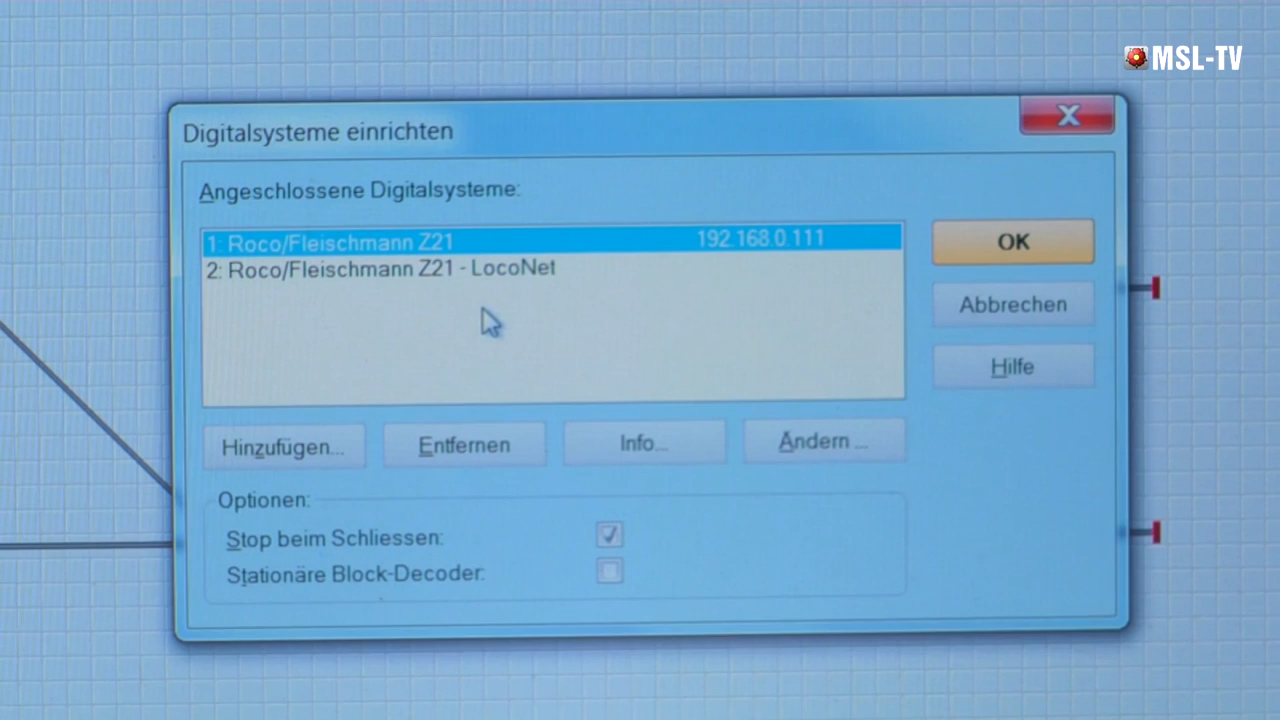 MSL-TV
Digitalsysteme einrichten
Angeschlossene Digitalsysteme:
1: Roco/Fleischmann Z21 192.168.0.111
2: Roco/Fleischmann Z21 - LocoNet
OK
Abbrechen
Hilfe
Hinzufügen... Entfernen Info... Ändern ...
Optionen:
Stop beim Schliessen:
Stationäre Block-Decoder: